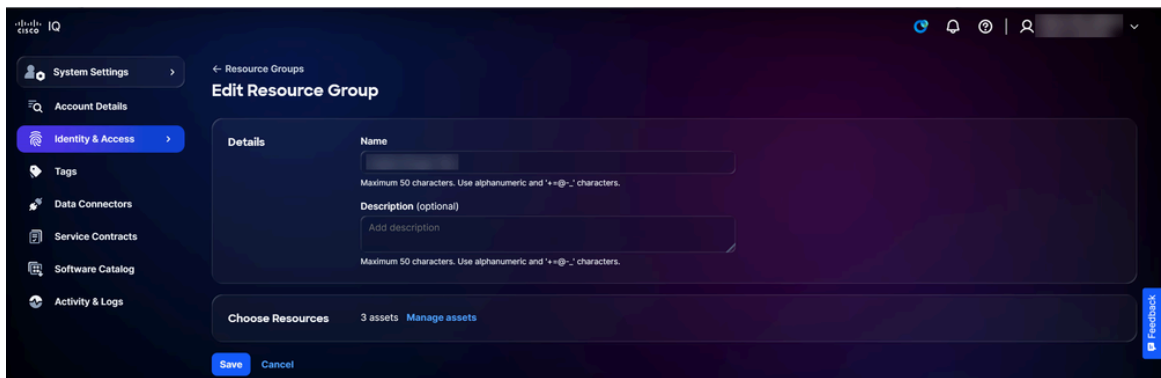 cisco IQ
System Settings
← Resource Groups
Edit Resource Group
Account Details
Identity & Access
Tags
Data Connectors
Service Contracts
Software Catalog
Activity & Logs
Details
Name
Maximum 50 characters. Use alphanumeric and '+=@-_' characters.
Description (optional)
Add description
Maximum 50 characters. Use alphanumeric and '+=@-_' characters.
Choose Resources 3 assets Manage assets
Save Cancel
Feedback